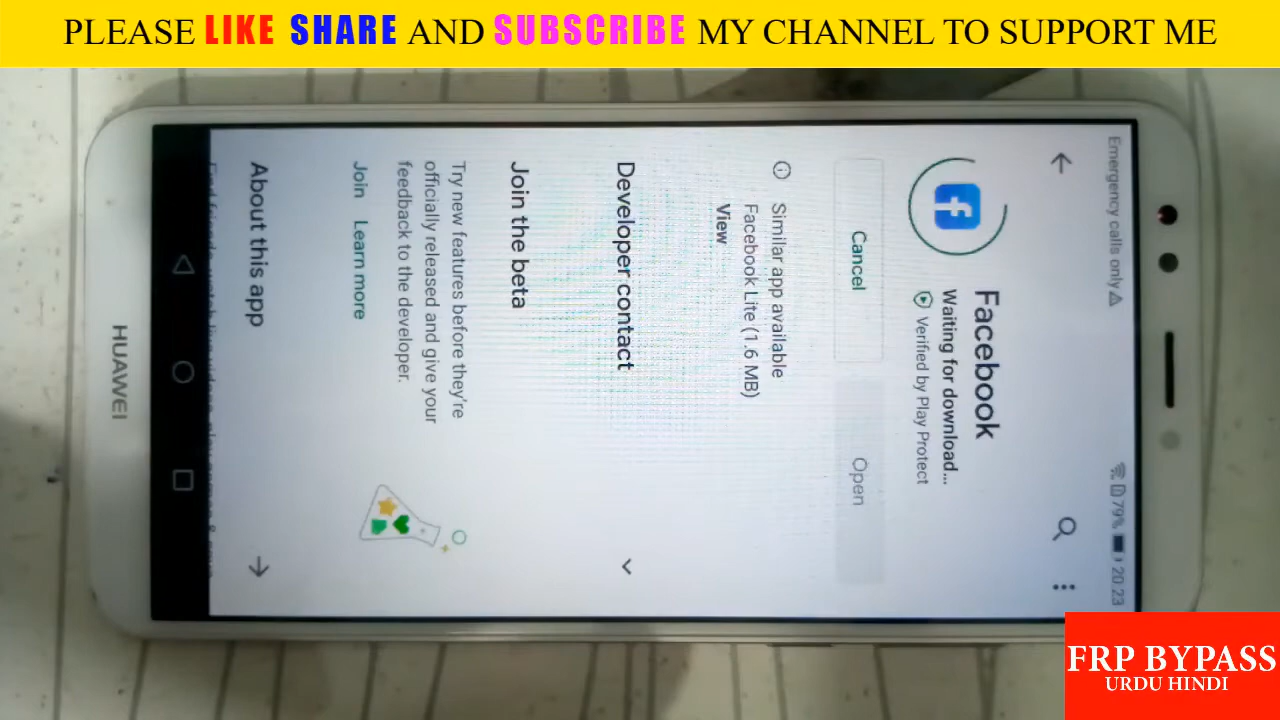 PLEASE LIKE SHARE AND SUBSCRIBE MY CHANNEL TO SUPPORT ME
Emergency calls only
79% 20:23
Facebook
Waiting for download...
Verified by Play Protect
Cancel
Open
Similar app available
Facebook Lite (1.6 MB)
View
Developer contact
Join the beta
Try new features before they're
officially released and give your
feedback to the developer.
Join Learn more
About this app
HUAWEI
FRP BYPASS
URDU HINDI